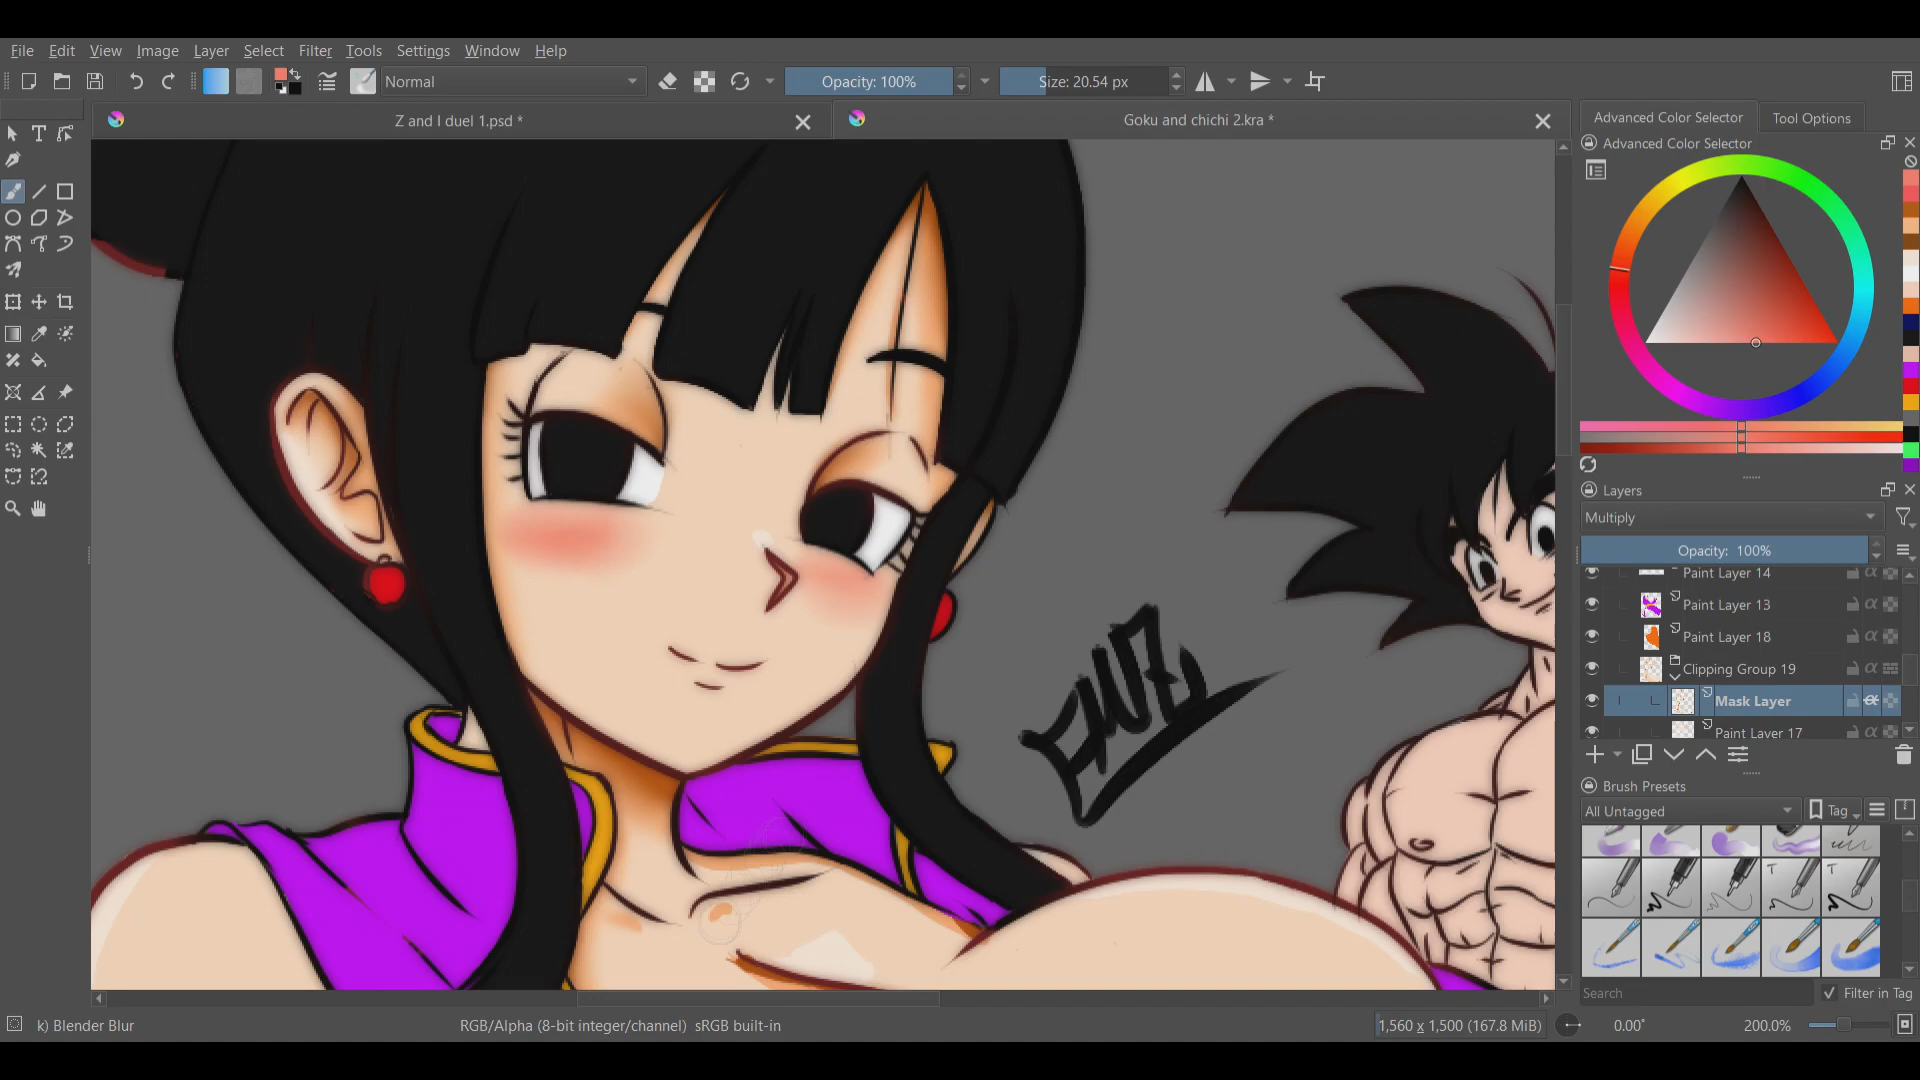 File Edit View Image Layer Select Filter Tools Settings Window Help
Normal
Opacity: 100%
Size: 20.54 px
Z and I duel 1.psd *
Goku and chichi 2.kra *
Advanced Color Selector
Tool Options
Advanced Color Selector
Layers
Multiply
Opacity: 100%
Paint Layer 14
Paint Layer 13
Paint Layer 18
Clipping Group 19
Mask Layer
Paint Layer 17
Brush Presets
All Untagged
Tag
Search
Filter in Tag
k) Blender Blur
RGB/Alpha (8-bit integer/channel) sRGB built-in
1,560 x 1,500 (167.8 MiB)
0.00°
200.0%